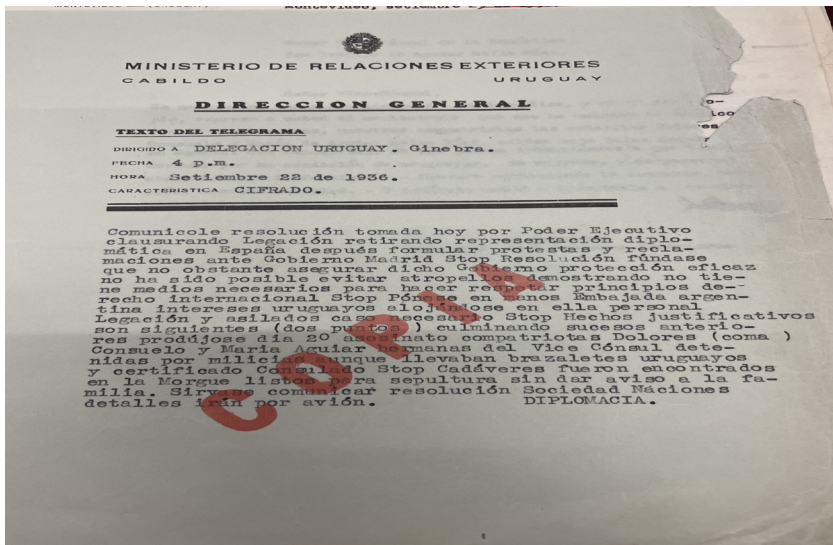 Montevideo, setiembre 2
MINISTERIO DE RELACIONES EXTERIORES
CABILDO URUGUAY
DIRECCION GENERAL
TEXTO DEL TELEGRAMA
DIRIGIDO A DELEGACION URUGUAY. Ginebra.
FECHA 4 p.m.
HORA Setiembre 22 de 1936.
CARACTERISTICA CIFRADO.
Comunicole resolución tomada hoy por Poder Ejecutivo
clausurando Legación retirando representación diplo-
mática en España después formular protestas y recla-
maciones ante Gobierno Madrid Stop Resolución fúndase
que no obstante asegurar dicho Gobierno protección eficaz
no ha sido posible evitar atropellos demostrando no tie-
ne medios necesarios para hacer respetar principios de-
recho internacional Stop Pónese en manos Embajada argen-
tina intereses uruguayos alojándose en ella personal
Legación y asilados caso necesario Stop Hechos justificativos
son siguientes (dos puntos ) culminando sucesos anterio-
res prodújose día 20 asesinato compatriotas Dolores (coma )
Consuelo y María Aguiar hermanas del Vice Cónsul dete-
nidas por milicias aunque llevaban brazaletes uruguayos
y certificado Consulado Stop Cadáveres fueron encontrados
en la Morgue listos para sepultura sin dar aviso a la fa-
milia. Sírvase comunicar resolución Sociedad Naciones
detalles irán por avión. DIPLOMACIA.
COPIA